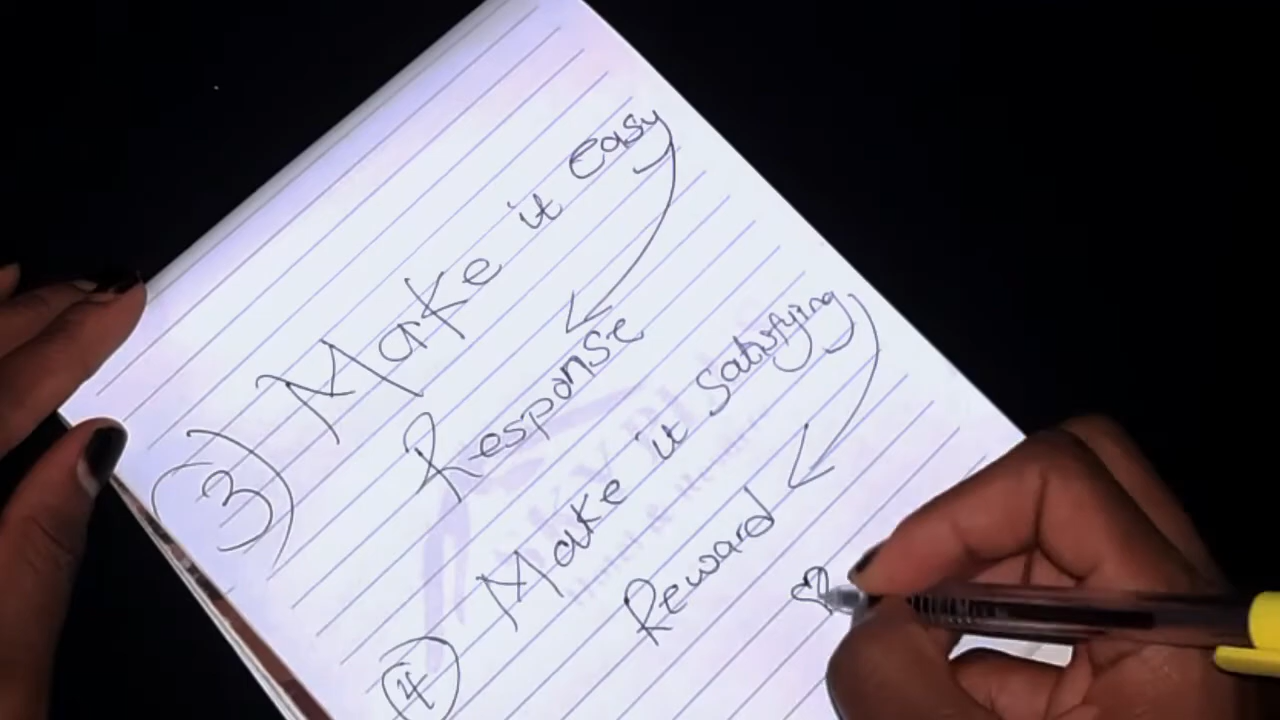 3) Make it easy
Response
4 Make it satisfying
Reward